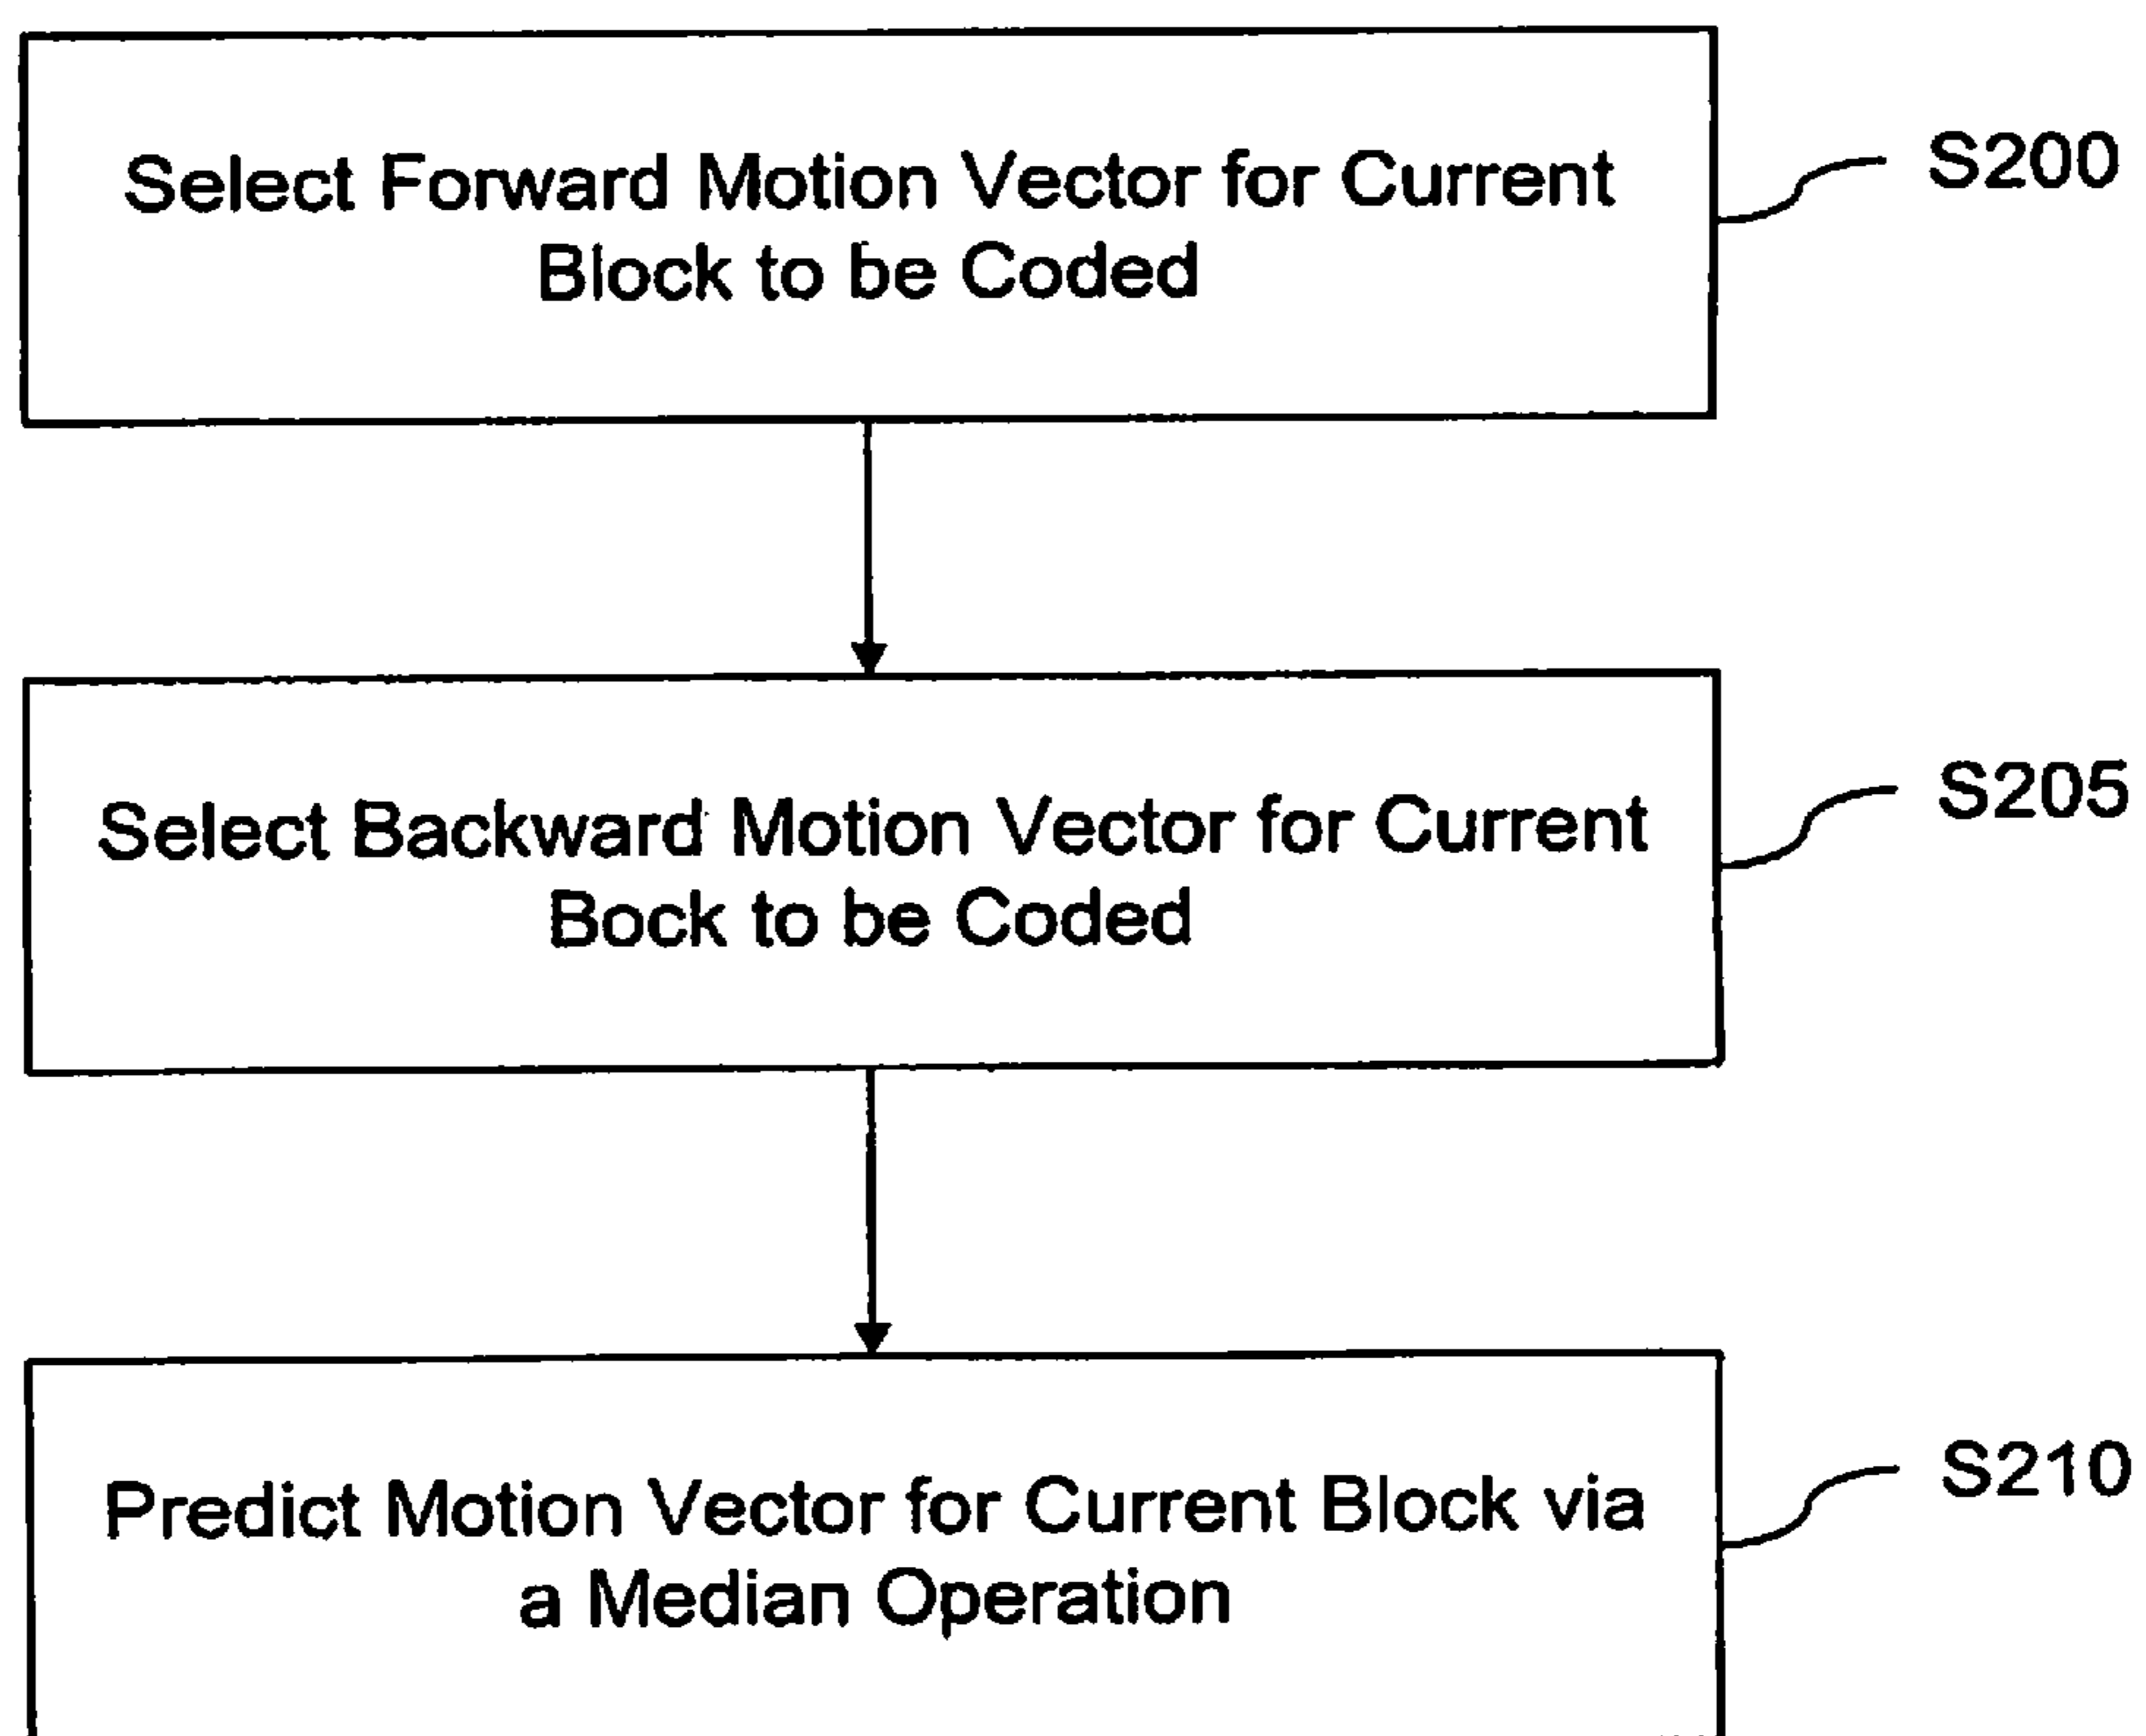 Select Forward Motion Vector for Current
Block to be Coded
S200
Select Backward Motion Vector for Current
Bock to be Coded
S205
Predict Motion Vector for Current Block via
a Median Operation
S210